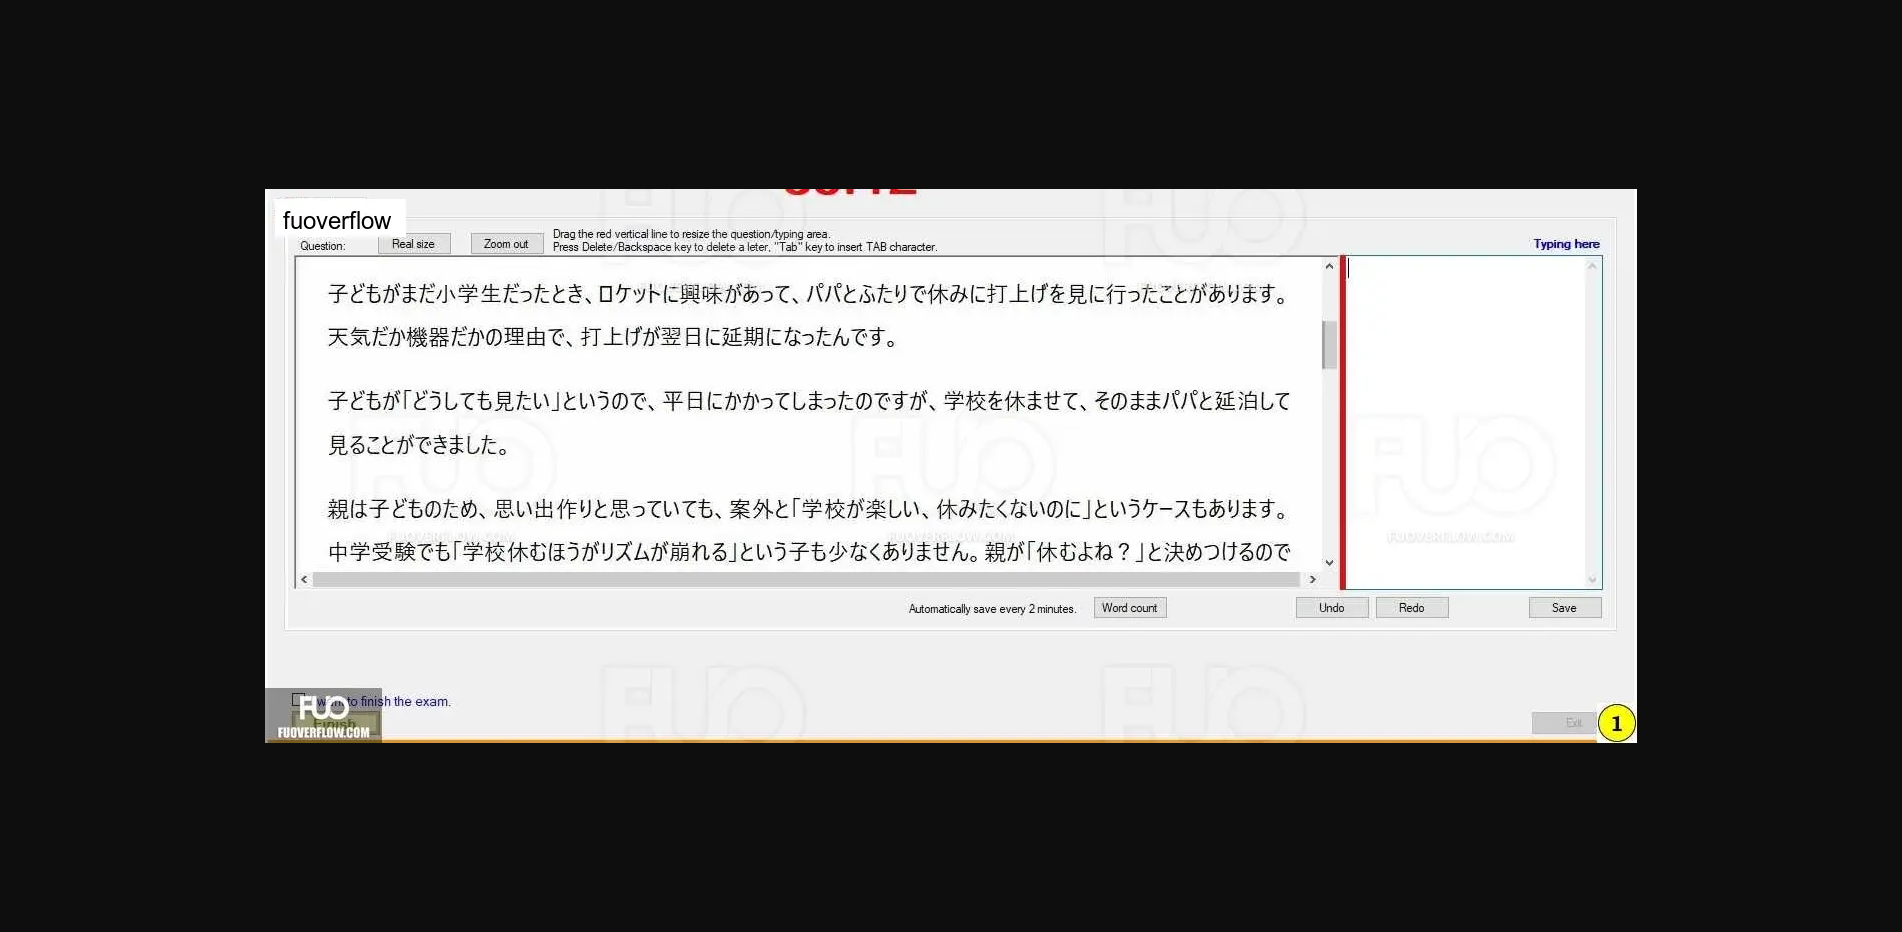 fuoverflow
Question:
Real size
Zoom out
Drag the red vertical line to resize the question/typing area.
Press Delete/Backspace key to delete a leter, "Tab" key to insert TAB character.
Typing here
子どもがまだ小学生だったとき、ロケットに興味があって、パパとふたりで休みに打上げを見に行ったことがあります。
天気だか機器だかの理由で、打上げが翌日に延期になったんです。
子どもが「どうしても見たい」というので、平日にかかってしまったのですが、学校を休ませて、そのままパパと延泊して
見ることができました。
親は子どものため、思い出作りと思っていても、案外と「学校が楽しい、休みたくないのに」というケースもあります。
中学受験でも「学校休むほうがリズムが崩れる」という子も少なくありません。親が「休むよね？」と決めつけるので
FUO
FUO
FUO
FUOVERFLOW.COM
FUOVERFLOW.COM
FUOVERFLOW.COM
Automatically save every 2 minutes.
Word count
Undo
Redo
Save
want to finish the exam.
Finish
FUO
FUOVERFLOW.COM
FUO
FUO
Exit
1